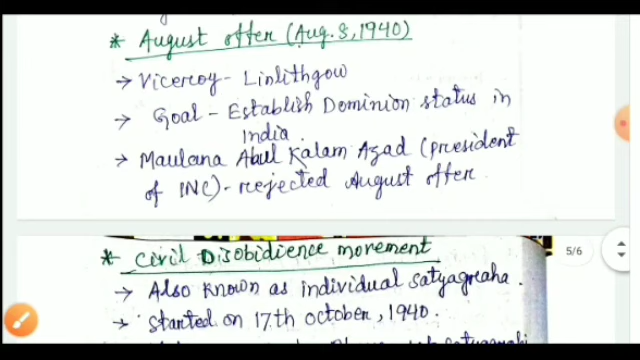 * August offer (Aug. 8, 1940)
→ Viceroy - Linlithgow
→ Goal - Establish Dominion status in
India.
→ Maulana Abul Kalam Azad (president
of INC) - rejected August offer
* Civil Disobidience movement
5/6
→ Also known as individual satyagraha.
→ Started on 17th october, 1940.